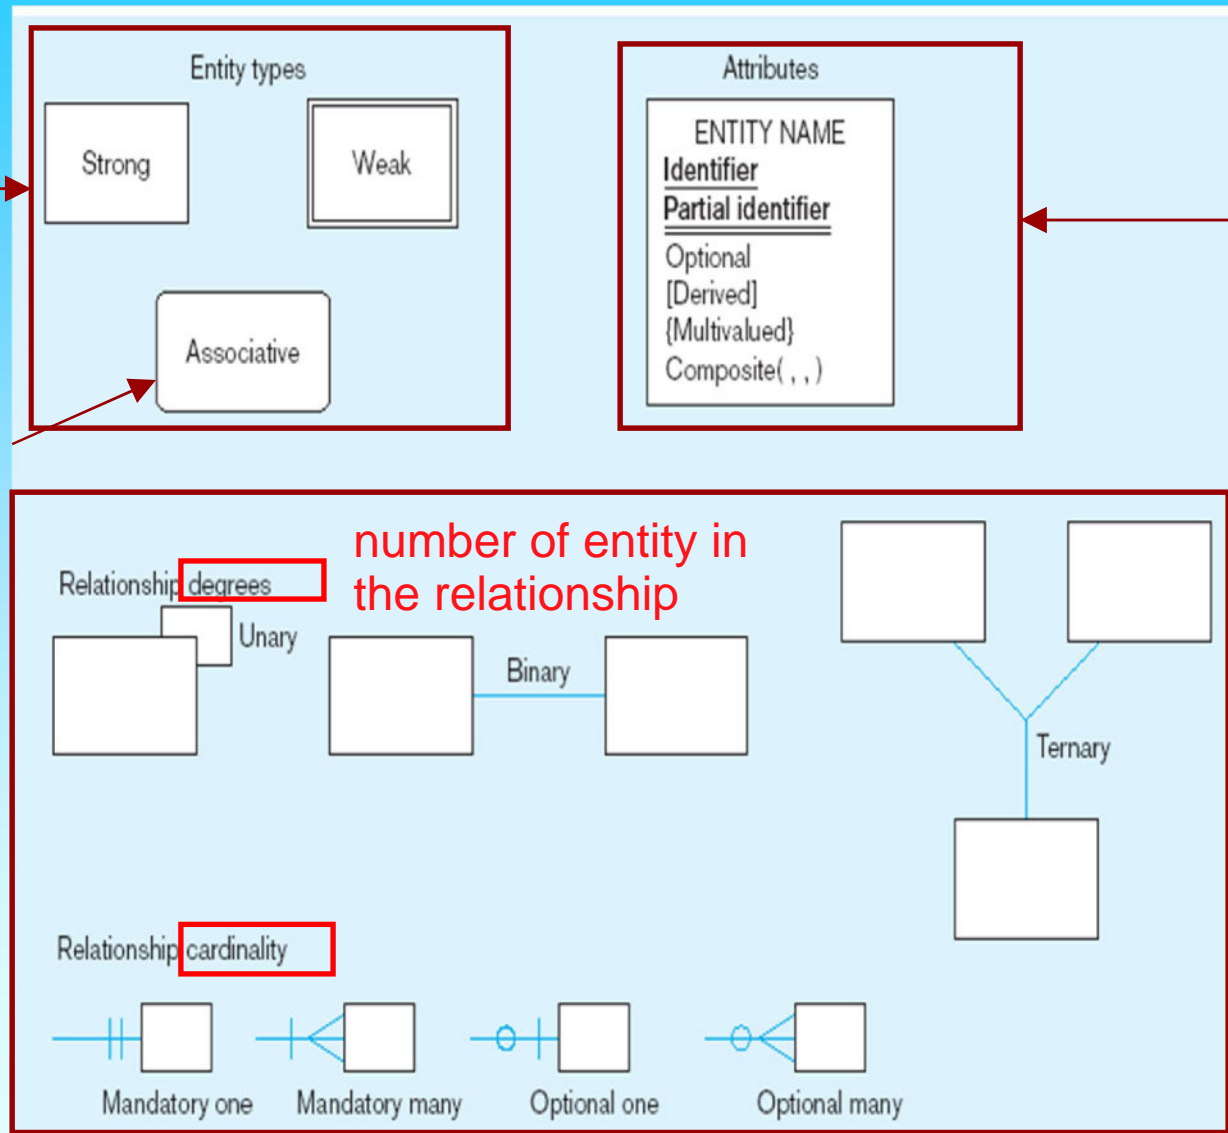 Entity types
Strong
Weak
Associative
Attributes
ENTITY NAME
Identifier
Partial identifier
Optional
[Derived]
{Multivalued}
Composite( , , )
Relationship degrees
number of entity in
the relationship
Unary
Binary
Ternary
Relationship cardinality
Mandatory one
Mandatory many
Optional one
Optional many